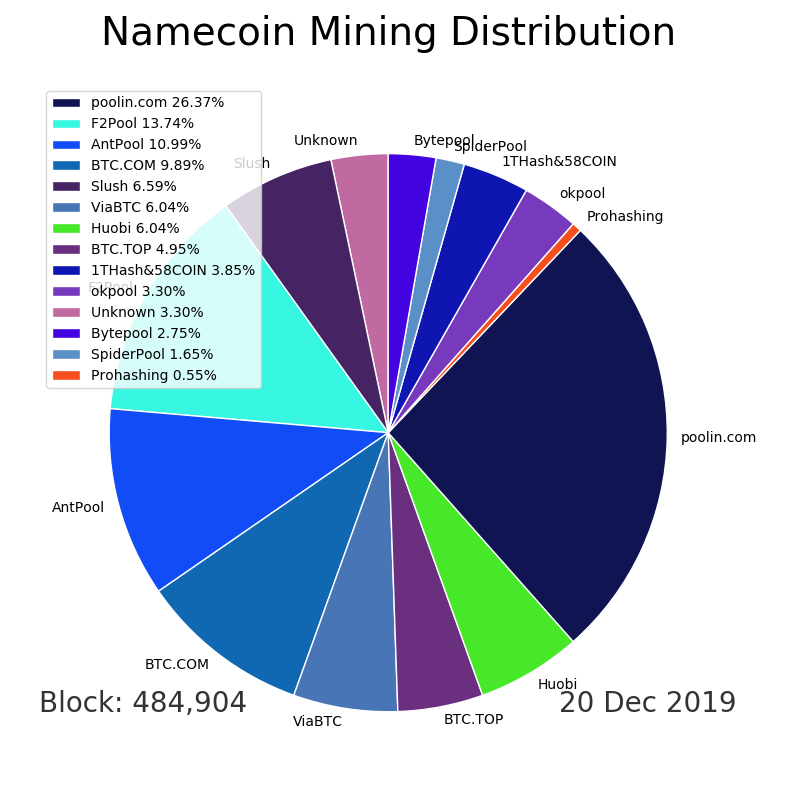 Namecoin Mining Distribution
poolin.com 26.37%
F2Pool 13.74%
AntPool 10.99%
BTC.COM 9.89%
Slush 6.59%
ViaBTC 6.04%
Huobi 6.04%
BTC.TOP 4.95%
1THash&58COIN 3.85%
okpool 3.30%
Unknown 3.30%
Bytepool 2.75%
SpiderPool 1.65%
Prohashing 0.55%
Unknown
Bytepool
SpiderPool
1THash&58COIN
Slush
okpool
Prohashing
F2Pool
poolin.com
AntPool
BTC.COM
Huobi
ViaBTC
BTC.TOP
Block: 484,904
20 Dec 2019